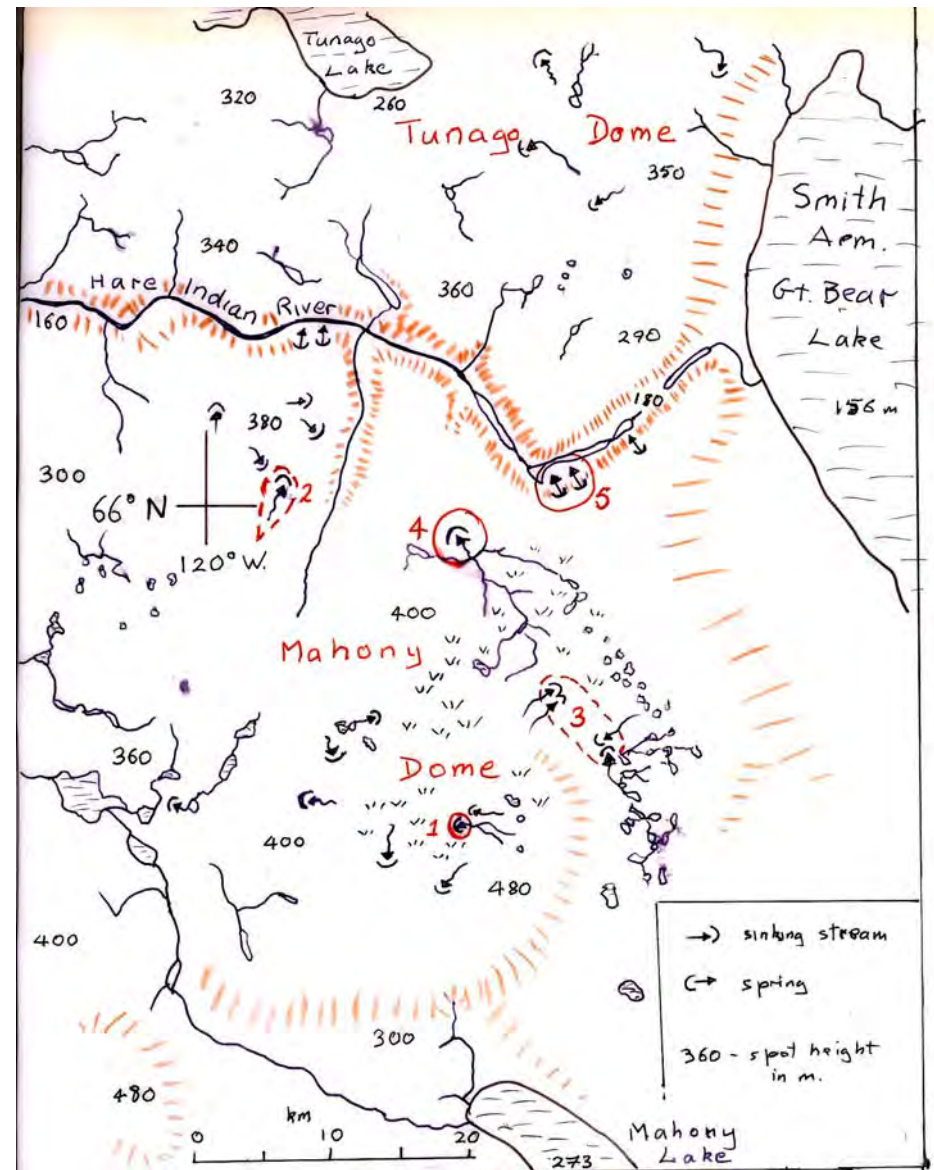 Tunago
Lake
320
260
Tunago Dome
350
Smith
Arm.
Gt. Bear
Lake
156 m
340
360
Hare Indian River
160
290
180
380
300
2
5
66° N
4
120° W.
400
Mahony
3
360
Dome
1
400
480
400
sinking stream
spring
300
360 - spot height
in m.
480
km
0 10 20
Mahony
Lake
273